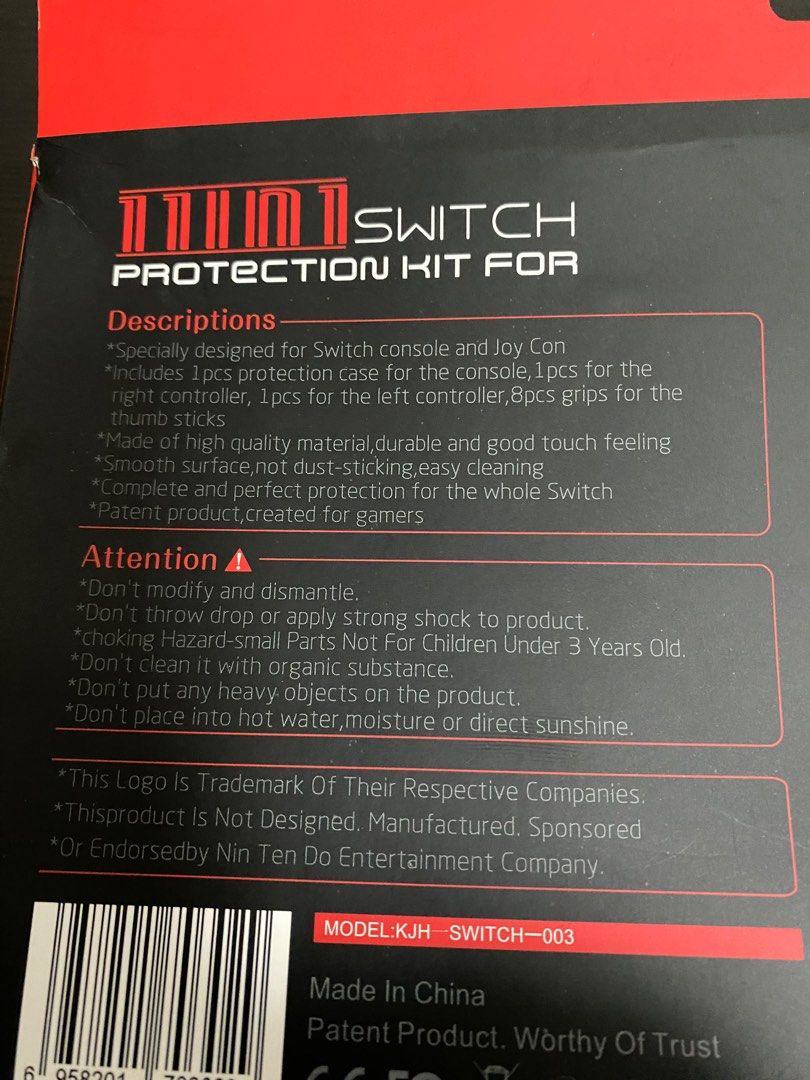 SWITCH
PROTECTION KIT FOR
Descriptions
*Specially designed for Switch console and Joy Con
*Includes 1pcs protection case for the console,1pcs for the
right controller, 1pcs for the left controller,8pcs grips for the
thumb sticks
*Made of high quality material,durable and good touch feeling
*Smooth surface,not dust-sticking,easy cleaning
*Complete and perfect protection for the whole Switch
*Patent product,created for gamers
Attention
*Don't modify and dismantle.
*Don't throw drop or apply strong shock to product.
*choking Hazard-small Parts Not For Children Under 3 Years Old.
*Don't clean it with organic substance.
*Don't put any heavy objects on the product.
*Don't place into hot water,moisture or direct sunshine.
*This Logo Is Trademark Of Their Respective Companies.
*Thisproduct Is Not Designed. Manufactured. Sponsored
*Or Endorsedby Nin Ten Do Entertainment Company.
MODEL:KJH—SWITCH—003
Made In China
Patent Product. Worthy Of Trust
6 958201